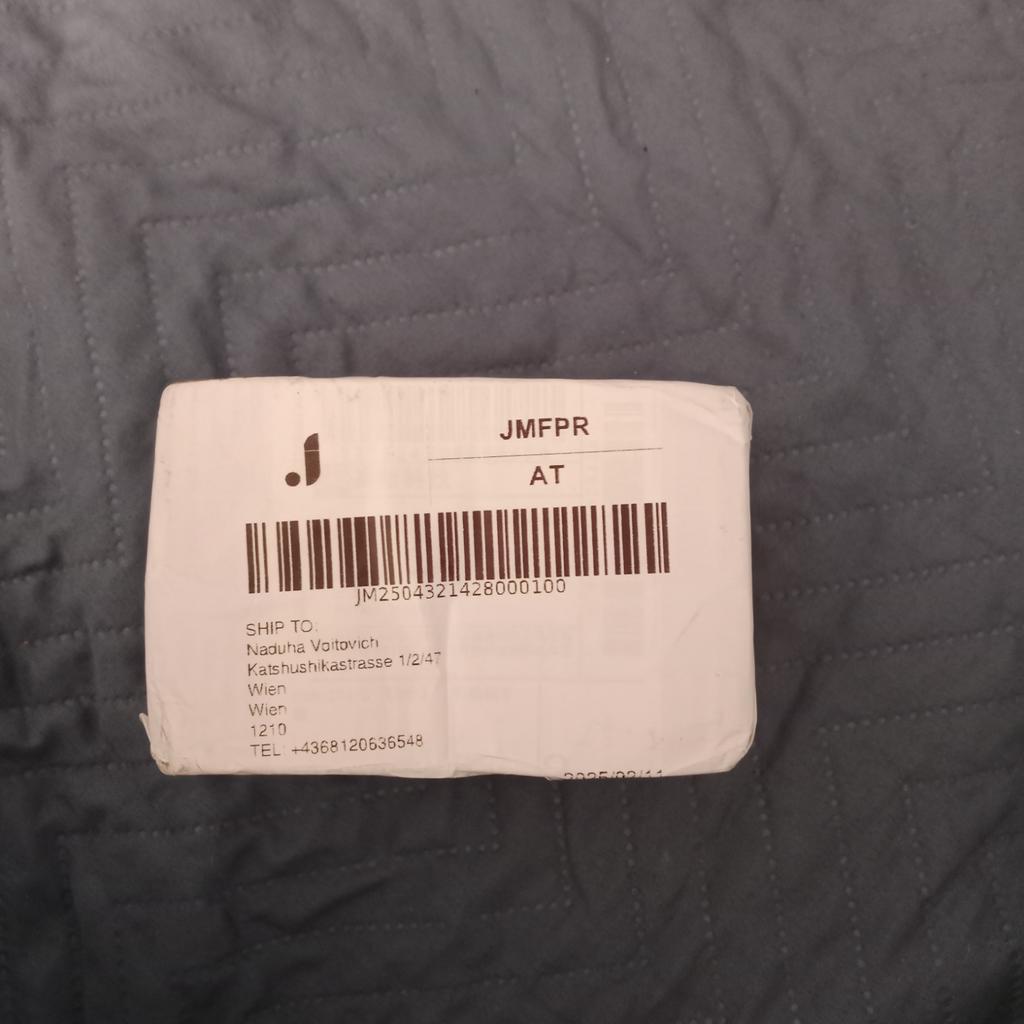 JMFPR
AT
JM2504321428000100
SHIP TO:
Naduha Voitovich
Katshushikastrasse 1/2/47
Wien
Wien
1210
TEL: +4368120636548